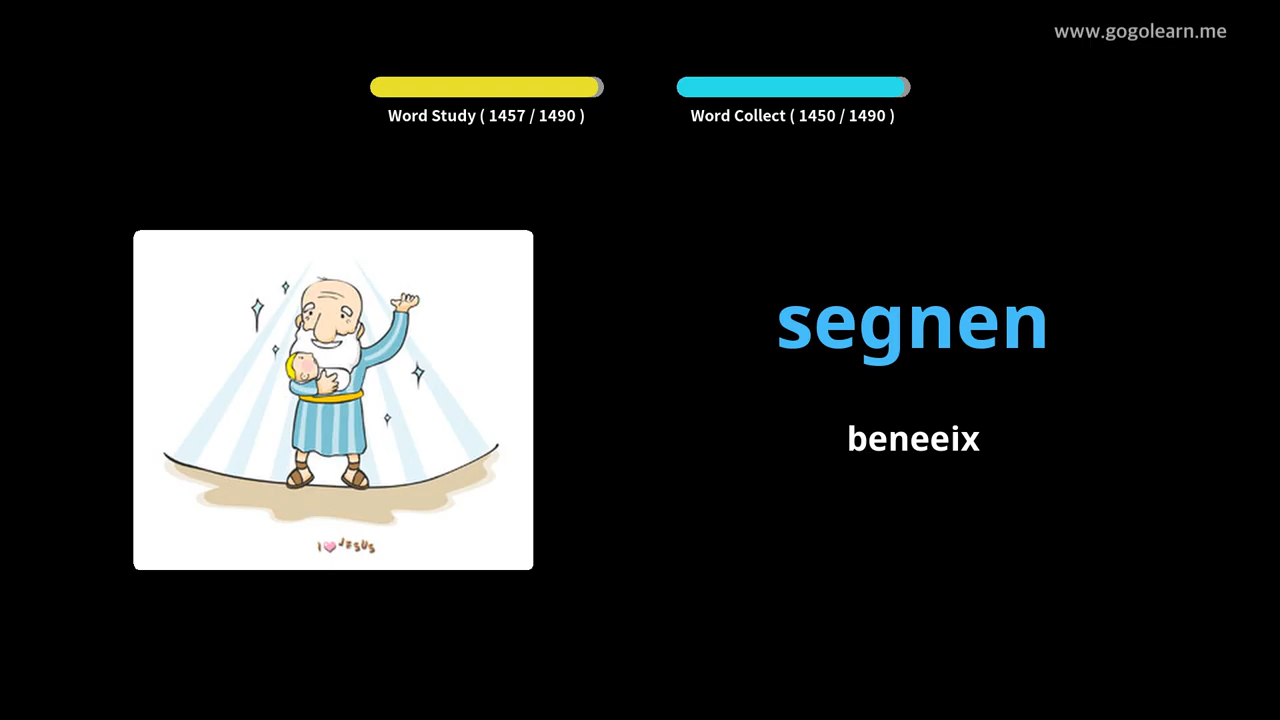 www.gogolearn.me
Word Study ( 1457 / 1490 )
Word Collect ( 1450 / 1490 )
segnen
beneeix
I ❤ JESUS